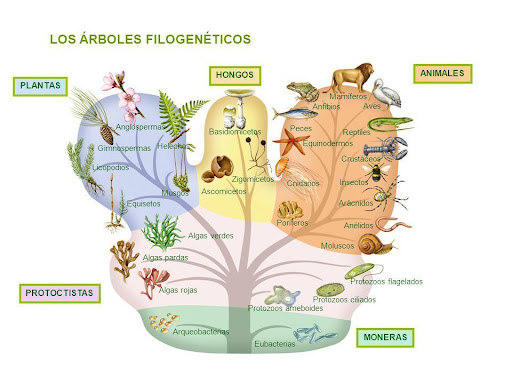 LOS ÁRBOLES FILOGENÉTICOS
PLANTAS
HONGOS
ANIMALES
Angiospermas
Gimnospermas
Helechos
Licopodios
Musgos
Equisetos
Basidiomicetos
Zigomicetos
Ascomicetos
Mamíferos
Anfibios
Aves
Peces
Reptiles
Equinodermos
Crustáceos
Cnidarios
Insectos
Arácnidos
Poríferos
Anélidos
Moluscos
Algas verdes
Algas pardas
Algas rojas
Protozoos flagelados
Protozoos ciliados
Protozoos ameboides
PROTOCTISTAS
Arqueobacterias
Eubacterias
MONERAS